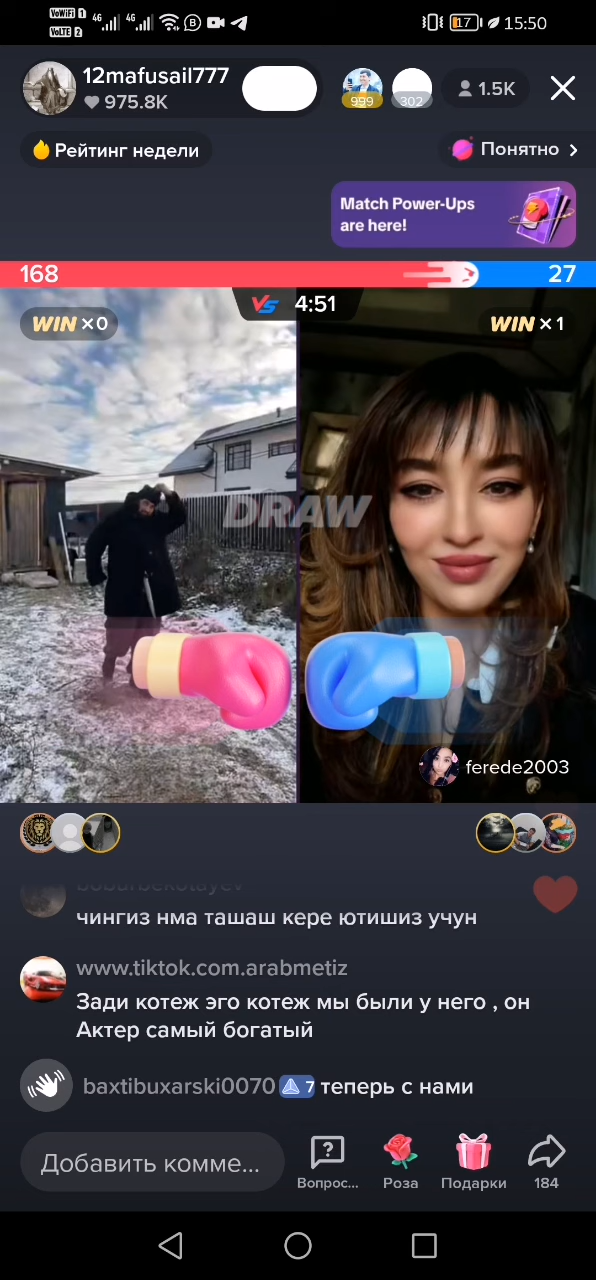 VoWiFi 1
VoLTE 2
4G
4G
17
15:50
12mafusail777
975.8K
999
302
1.5K
Рейтинг недели
Понятно
Match Power-Ups
are here!
168
27
VS 4:51
WIN ×0
WIN ×1
DRAW
ferede2003
чингиз нма ташаш кере ютишиз учун
www.tiktok.com.arabmetiz
Зади котеж эго котеж мы были у него , он
Актер самый богатый
baxtibuxarski0070 7 теперь с нами
Добавить комме...
Вопрос...
Роза
Подарки
184